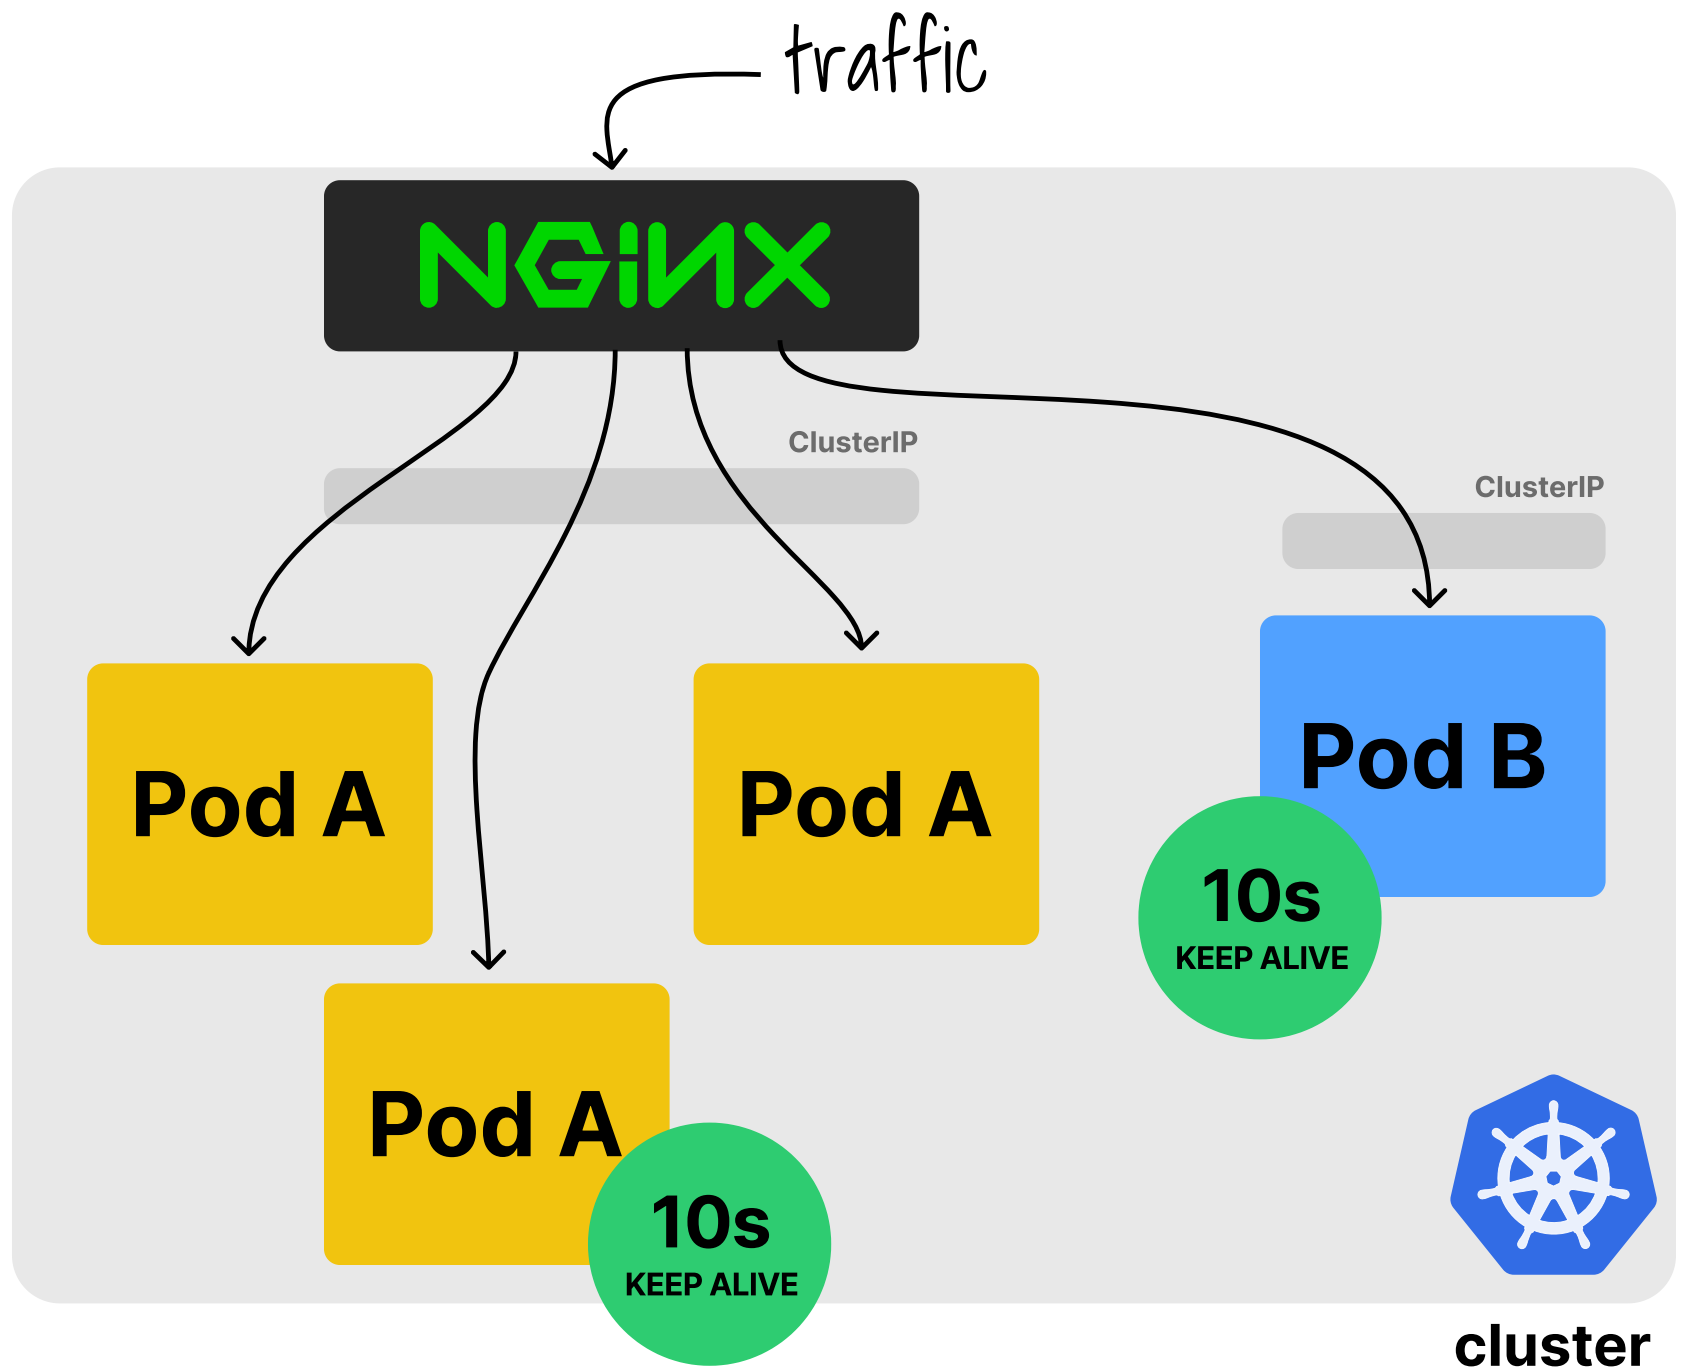 traffic
NGiNX
ClusterIP
ClusterIP
Pod A
Pod A
Pod B
10s
KEEP ALIVE
Pod A
10s
KEEP ALIVE
cluster